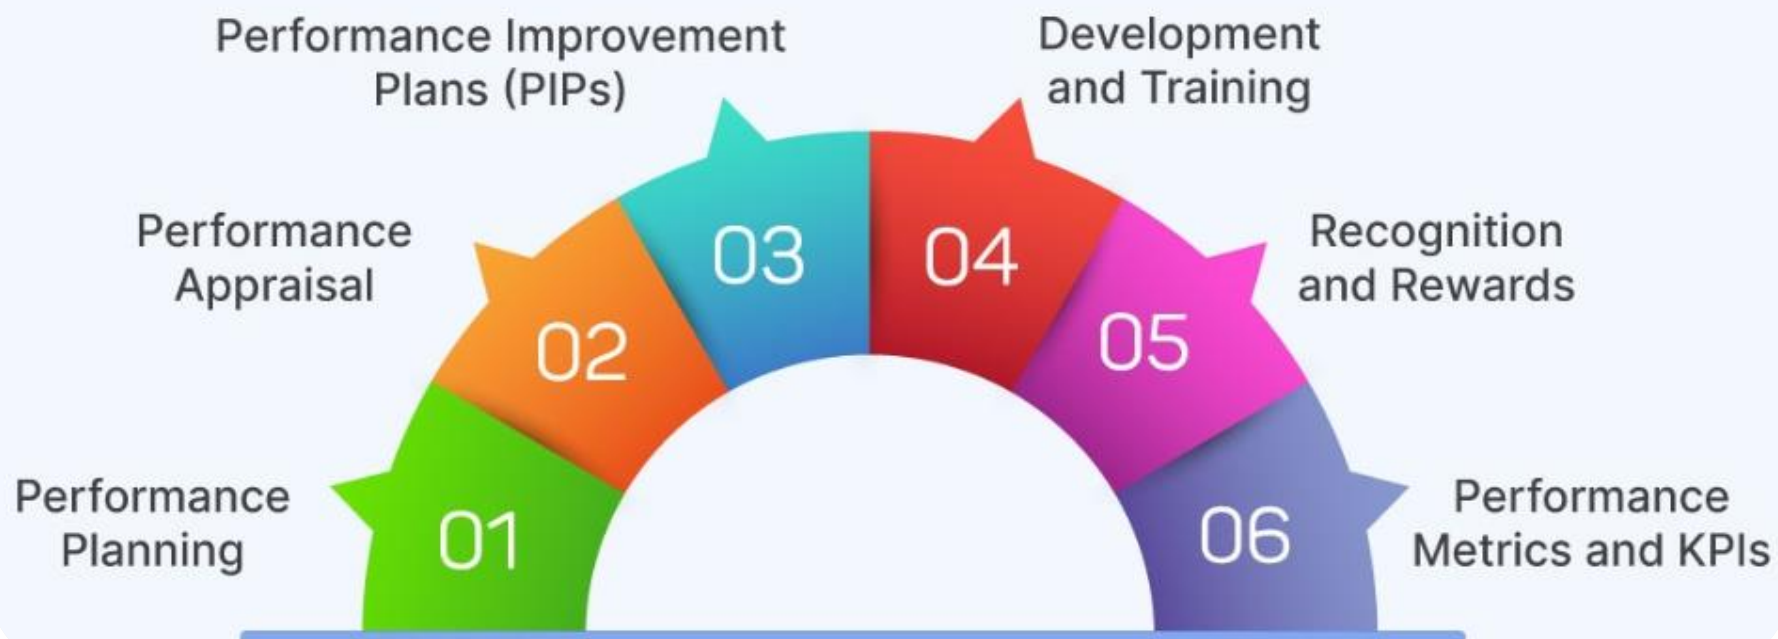 Performance Improvement
Plans (PIPs)
Development
and Training
Performance
Appraisal
Recognition
and Rewards
Performance
Planning
Performance
Metrics and KPIs
01
02
03
04
05
06